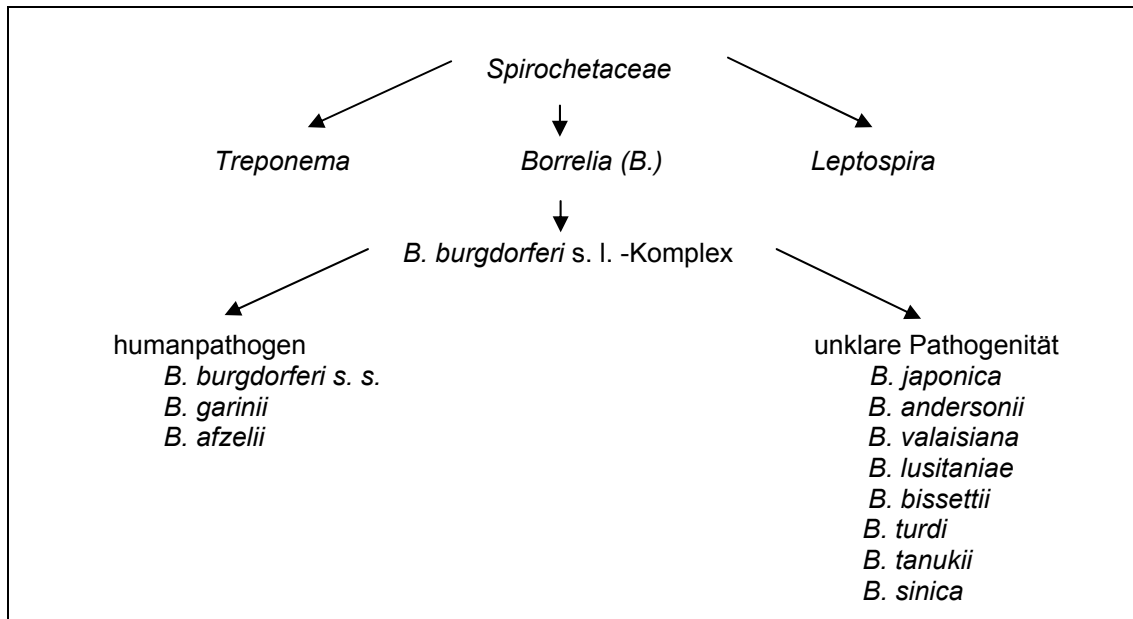 Spirochetaceae
Treponema
Borrelia (B.)
Leptospira
B. burgdorferi s. l. -Komplex
humanpathogen
B. burgdorferi s. s.
B. garinii
B. afzelii
unklare Pathogenität
B. japonica
B. andersonii
B. valaisiana
B. lusitaniae
B. bissettii
B. turdi
B. tanukii
B. sinica